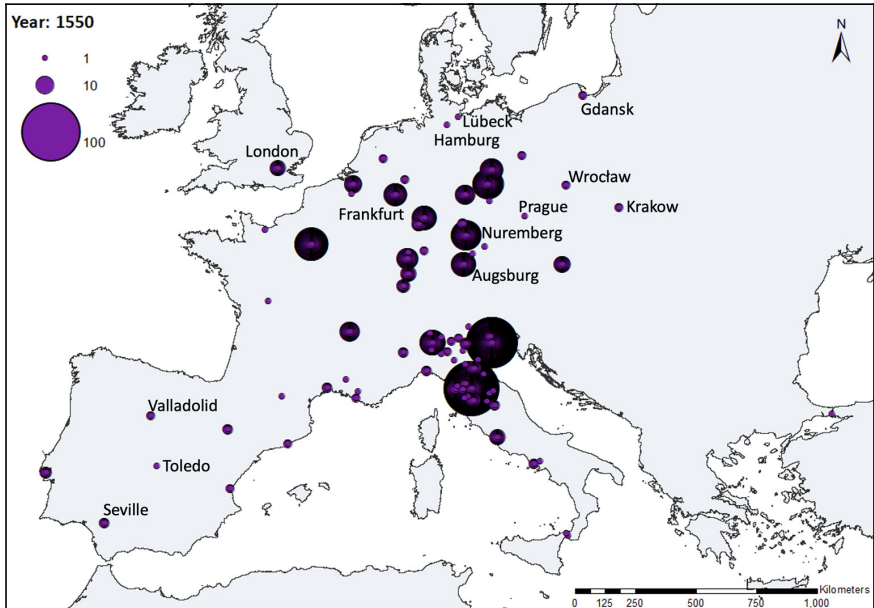 Year: 1550
N
1
10
100
Gdansk
Lübeck
Hamburg
London
Wrocław
Frankfurt
Prague
Krakow
Nuremberg
Augsburg
Valladolid
Toledo
Seville
Kilometers
0 125 250 500 750 1.000